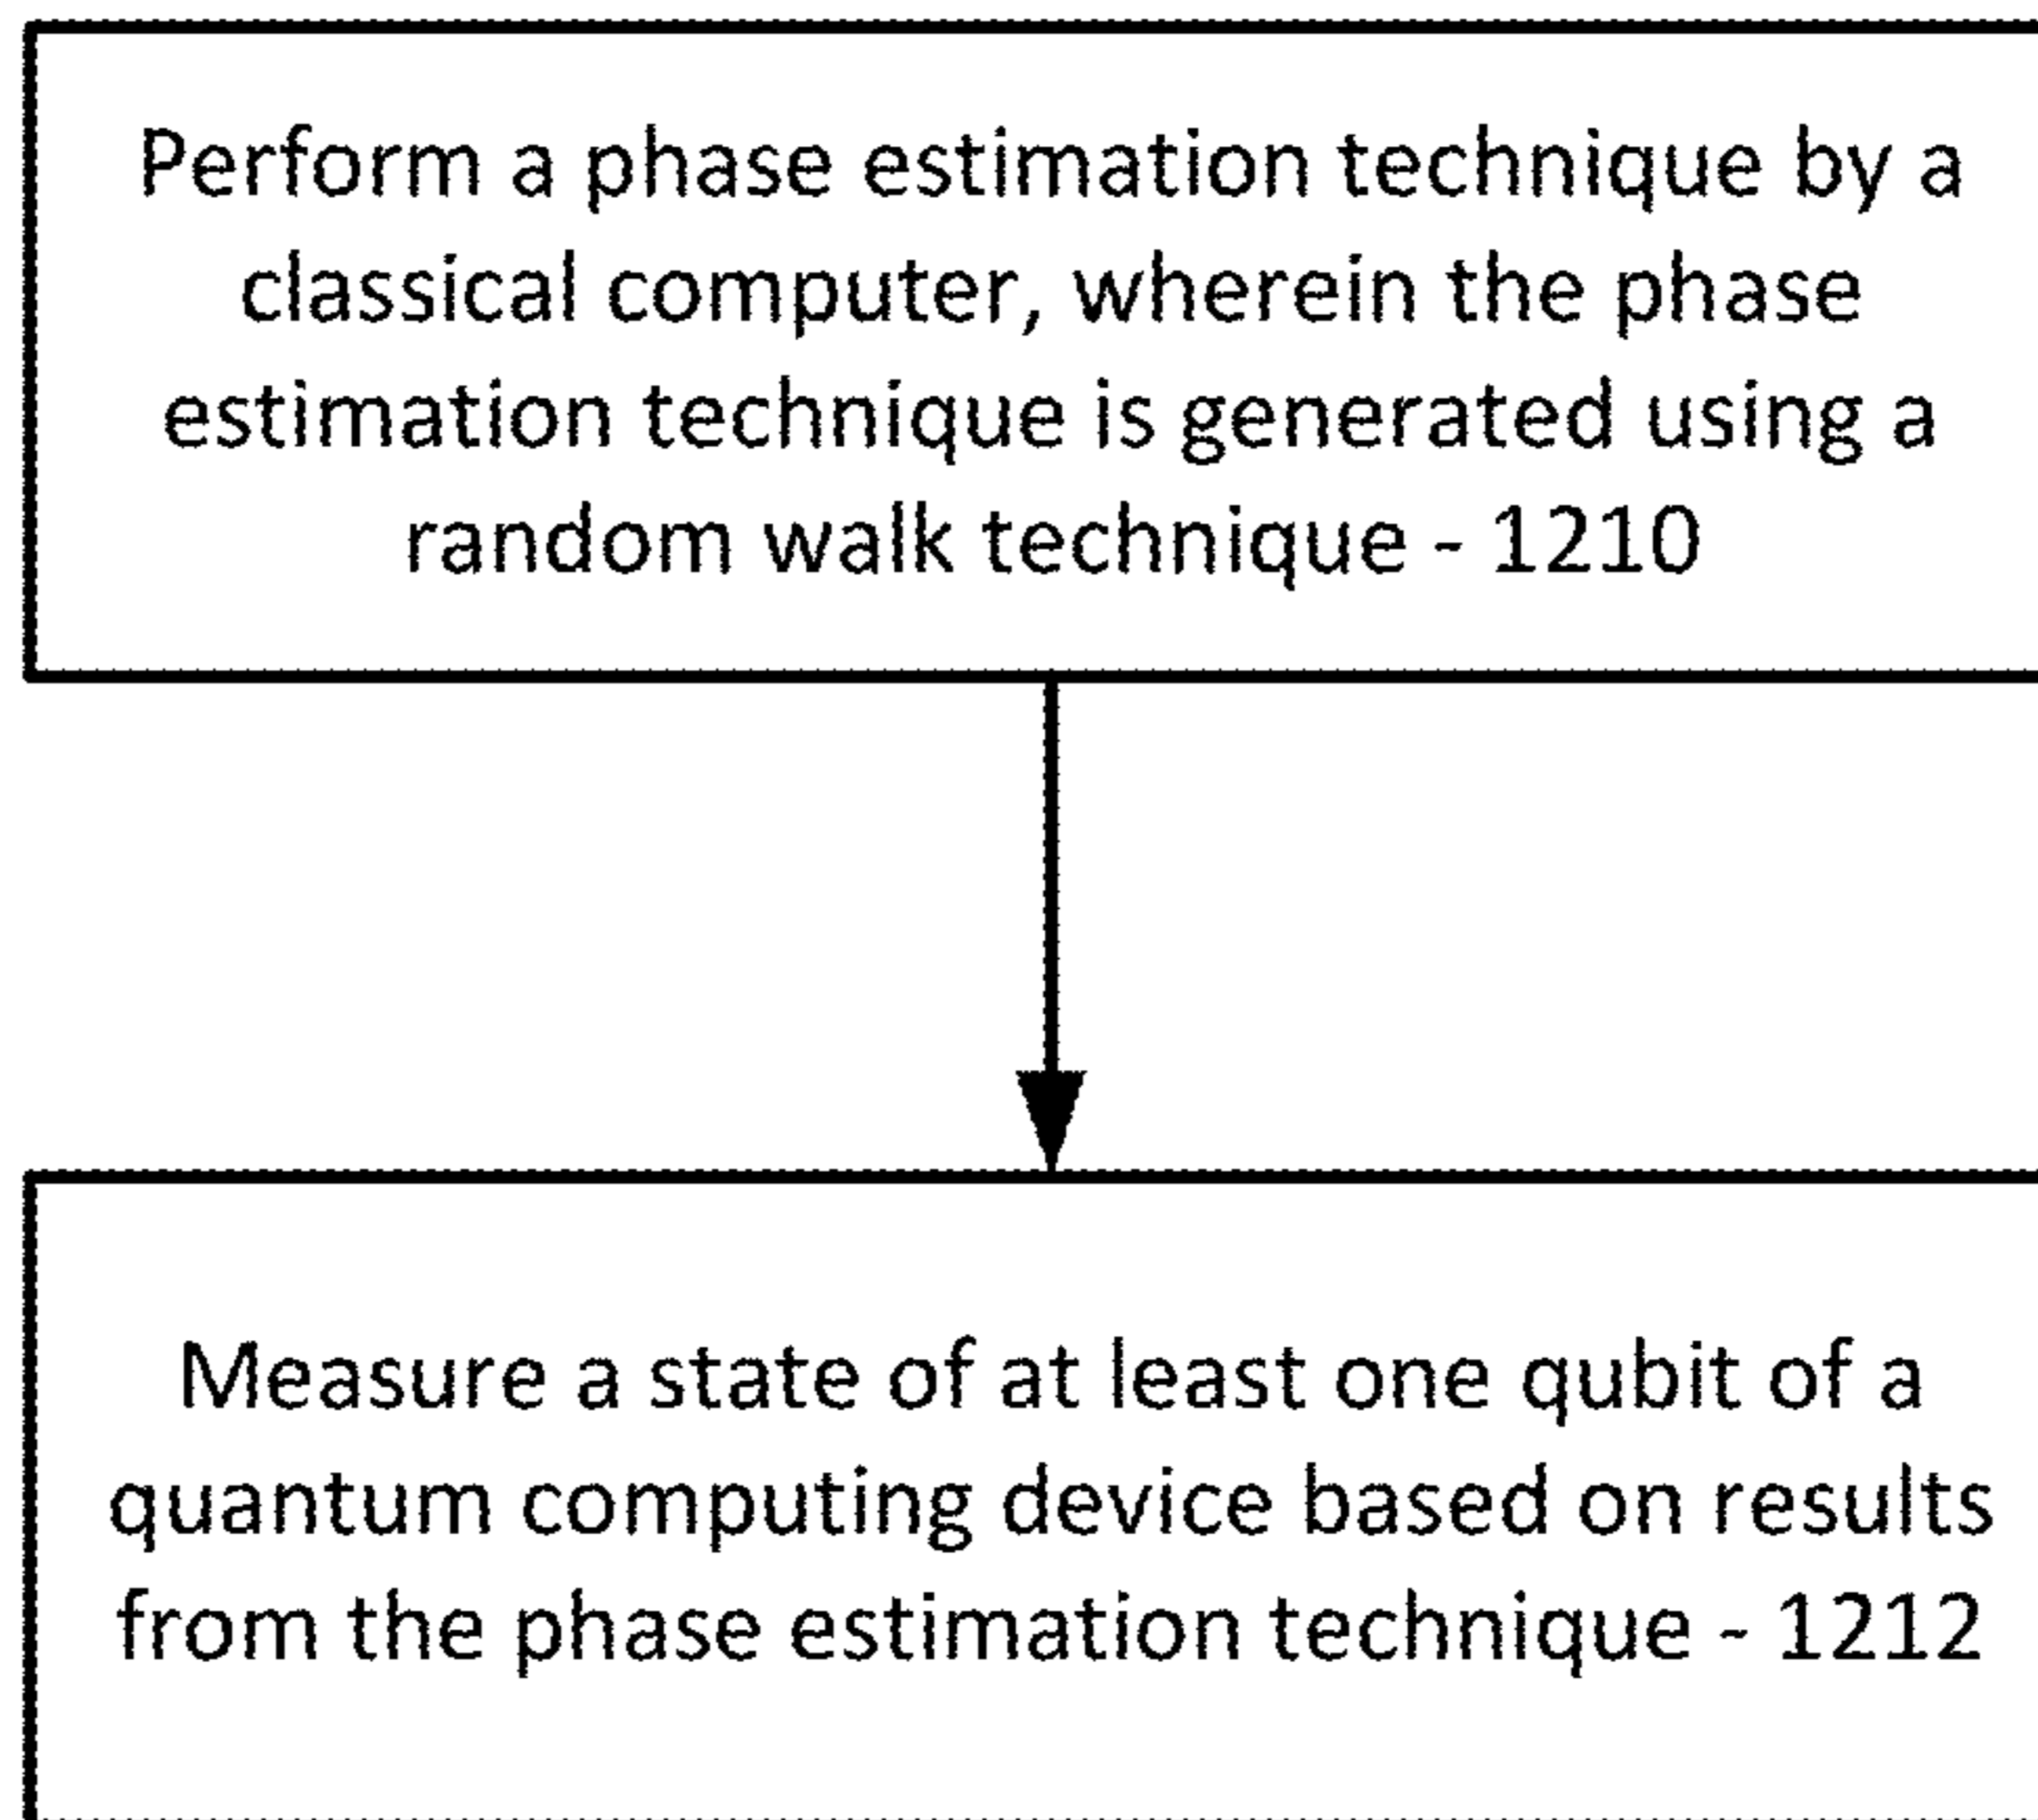 Perform a phase estimation technique by a
classical computer, wherein the phase
estimation technique is generated using a
random walk technique - 1210
Measure a state of at least one qubit of a
quantum computing device based on results
from the phase estimation technique - 1212